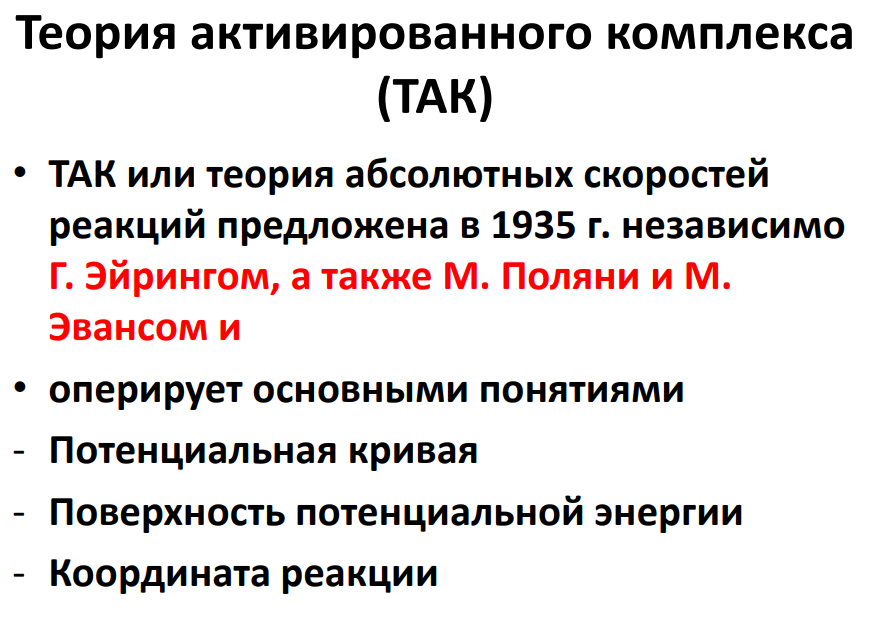 Теория активированного комплекса
(ТАК)
• ТАК или теория абсолютных скоростей
реакций предложена в 1935 г. независимо
Г. Эйрингом, а также М. Поляни и М.
Эвансом и
• оперирует основными понятиями
- Потенциальная кривая
- Поверхность потенциальной энергии
- Координата реакции